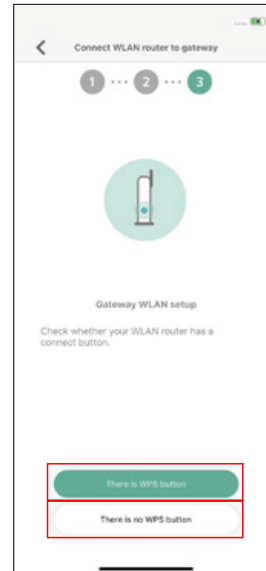 Connect WLAN router to gateway
1 ··· 2 ··· 3
Gateway WLAN setup
Check whether your WLAN router has a
connect button.
There is WPS button
There is no WPS button